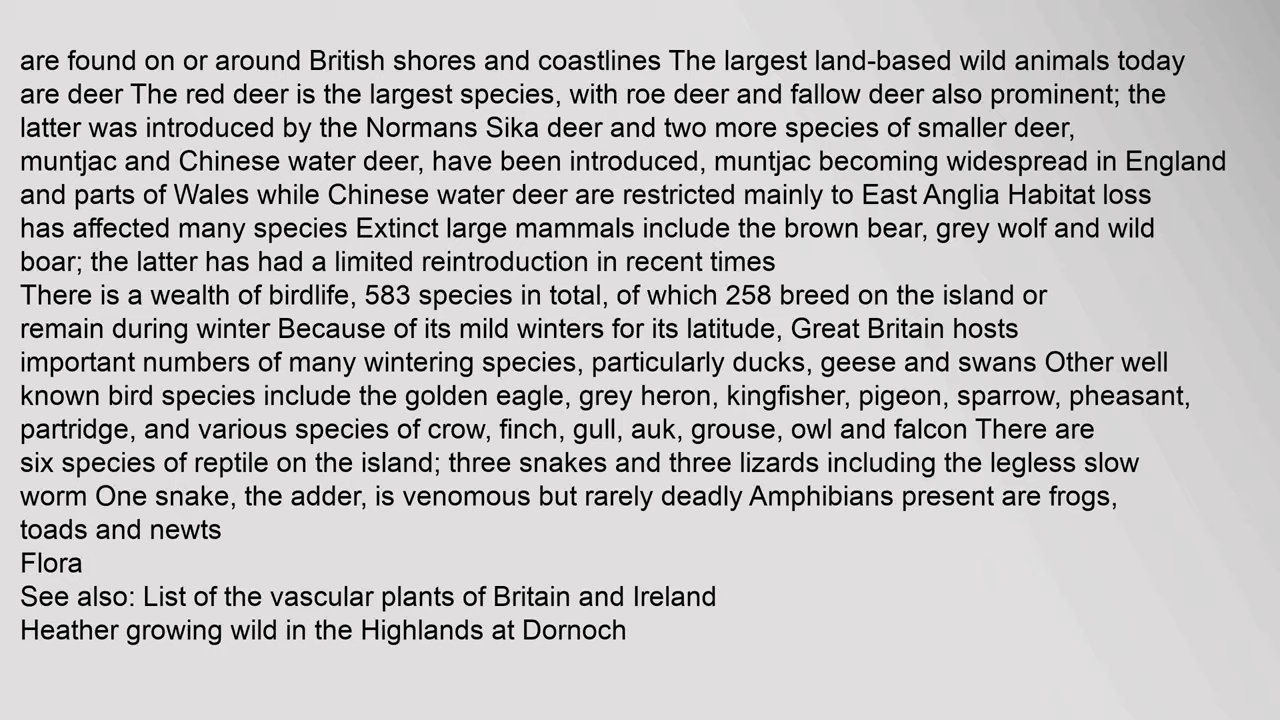 are found on or around British shores and coastlines The largest land-based wild animals today
are deer The red deer is the largest species, with roe deer and fallow deer also prominent; the
latter was introduced by the Normans Sika deer and two more species of smaller deer,
muntjac and Chinese water deer, have been introduced, muntjac becoming widespread in England
and parts of Wales while Chinese water deer are restricted mainly to East Anglia Habitat loss
has affected many species Extinct large mammals include the brown bear, grey wolf and wild
boar; the latter has had a limited reintroduction in recent times
There is a wealth of birdlife, 583 species in total, of which 258 breed on the island or
remain during winter Because of its mild winters for its latitude, Great Britain hosts
important numbers of many wintering species, particularly ducks, geese and swans Other well
known bird species include the golden eagle, grey heron, kingfisher, pigeon, sparrow, pheasant,
partridge, and various species of crow, finch, gull, auk, grouse, owl and falcon There are
six species of reptile on the island; three snakes and three lizards including the legless slow
worm One snake, the adder, is venomous but rarely deadly Amphibians present are frogs,
toads and newts
Flora
See also: List of the vascular plants of Britain and Ireland
Heather growing wild in the Highlands at Dornoch